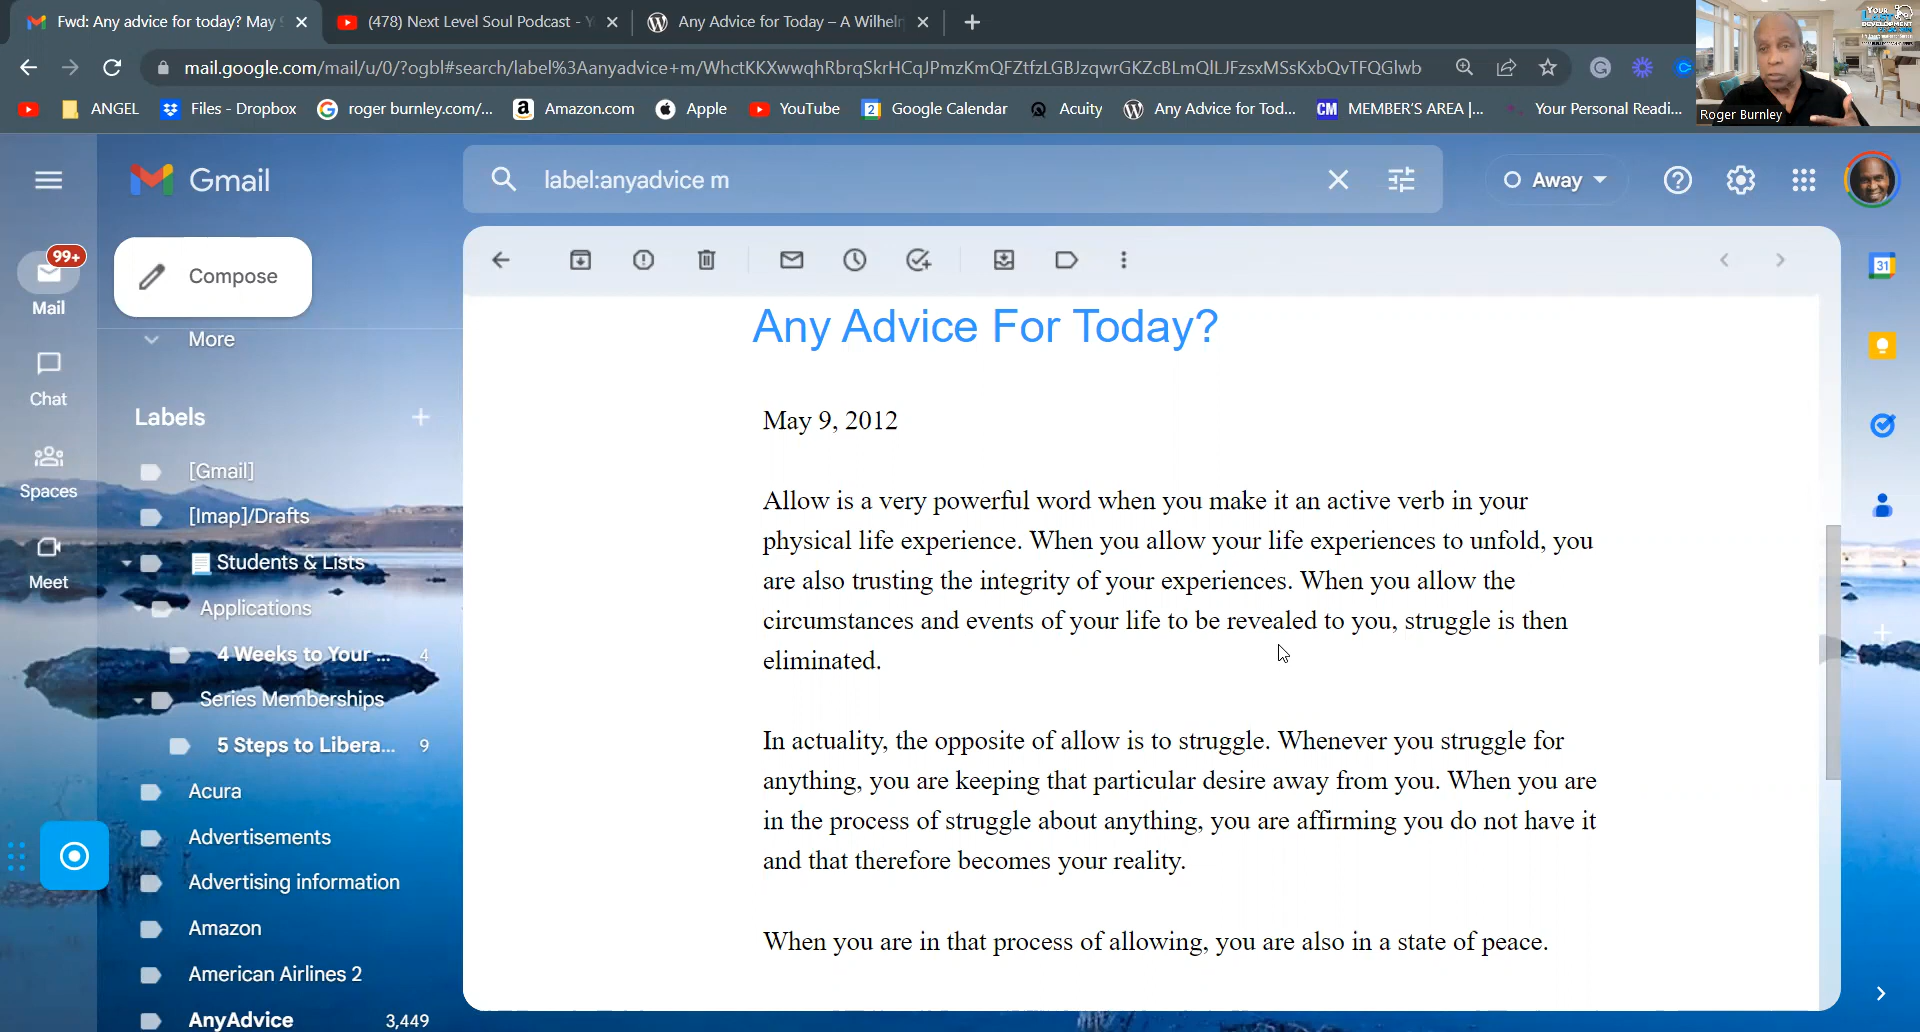 Fwd: Any advice for today? May
(478) Next Level Soul Podcast - Y
Any Advice for Today – A Wilhel
mail.google.com/mail/u/0/?ogbl#search/label%3Aanyadvice+m/WhctKKXwwqhRbrqSkrHCqJPmzKmQFZtfzLGBJzqwrGKZcBLmQlLJFzsxMSsKxbQvTFQGlwb
ANGEL
Files - Dropbox
roger burnley.com/...
Amazon.com
Apple
YouTube
Google Calendar
Acuity
Any Advice for Tod...
CM
MEMBER'S AREA |...
Your Personal Readi...
YOUR
LAST
DEVELOPMENT
Roger Burnley
Gmail
label:anyadvice m
Away
99+
Mail
Chat
Spaces
Meet
Compose
More
Labels
[Gmail]
[Imap]/Drafts
Students & Lists
Applications
4 Weeks to Your ... 4
Series Memberships
5 Steps to Libera... 9
Acura
Advertisements
Advertising information
Amazon
American Airlines 2
AnyAdvice 3,449
31
Any Advice For Today?
May 9, 2012
Allow is a very powerful word when you make it an active verb in your
physical life experience. When you allow your life experiences to unfold, you
are also trusting the integrity of your experiences. When you allow the
circumstances and events of your life to be revealed to you, struggle is then
eliminated.
In actuality, the opposite of allow is to struggle. Whenever you struggle for
anything, you are keeping that particular desire away from you. When you are
in the process of struggle about anything, you are affirming you do not have it
and that therefore becomes your reality.
When you are in that process of allowing, you are also in a state of peace.